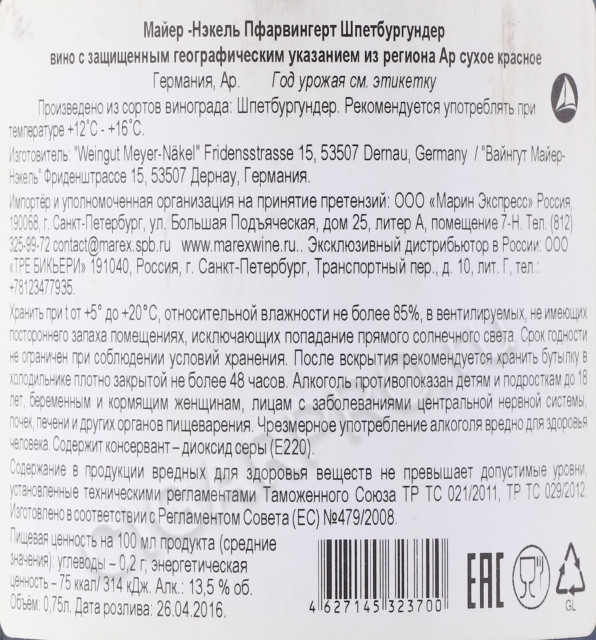 Майер -Нэкель Пфарвингерт Шпетбургундер
вино с защищенным географическим указанием из региона Ар сухое красное
Германия, Ар. Год урожая см. этикетку
Произведено из сортов винограда: Шпетбургундер. Рекомендуется употреблять при
температуре +12˚С - +16˚С.
Изготовитель: "Weingut Meyer-Näkel" Fridensstrasse 15, 53507 Dernau, Germany / "Вайнгут Майер-
Нэкель" Фриденштрассе 15, 53507 Дернау, Германия.
Импортёр и уполномоченная организация на принятие претензий: ООО «Марин Экспресс» Россия,
190068, г. Санкт-Петербург, ул. Большая Подъяческая, дом 25, литер А, помещение 7-Н. Тел. (812)
325-99-72 contact@marex.spb.ru www.marexwine.ru.. Эксклюзивный дистрибьютор в России: ООО
«ТРЕ БИКЬЕРИ» 191040, Россия, г. Санкт-Петербург, Транспортный пер., д. 10, лит. Г, тел.:
+78123477935.
Хранить при t от +5° до +20°С, относительной влажности не более 85%, в вентилируемых, не имеющих
постороннего запаха помещениях, исключающих попадание прямого солнечного света. Срок годности
не ограничен при соблюдении условий хранения. После вскрытия рекомендуется хранить бутылку в
холодильнике плотно закрытой не более 48 часов. Алкоголь противопоказан детям и подросткам до 18
лет, беременным и кормящим женщинам, лицам с заболеваниями центральной нервной системы,
почек, печени и других органов пищеварения. Чрезмерное употребление алкоголя вредно для здоровья
человека. Содержит консервант – диоксид серы (Е220).
Содержание в продукции вредных для здоровья веществ не превышает допустимые уровни,
установленные техническими регламентами Таможенного Союза ТР ТС 021/2011, ТР ТС 029/2012.
Изготовлено в соответствии с Регламентом Совета (ЕС) №479/2008.
Пищевая ценность на 100 мл продукта (средние
значения): углеводы – 0,2 г; энергетическая
ценность – 75 ккал/ 314 кДж. Алк.: 13,5 % об.
Объём: 0,75л. Дата розлива: 26.04.2016.
4 627145 323700
EAC
GL